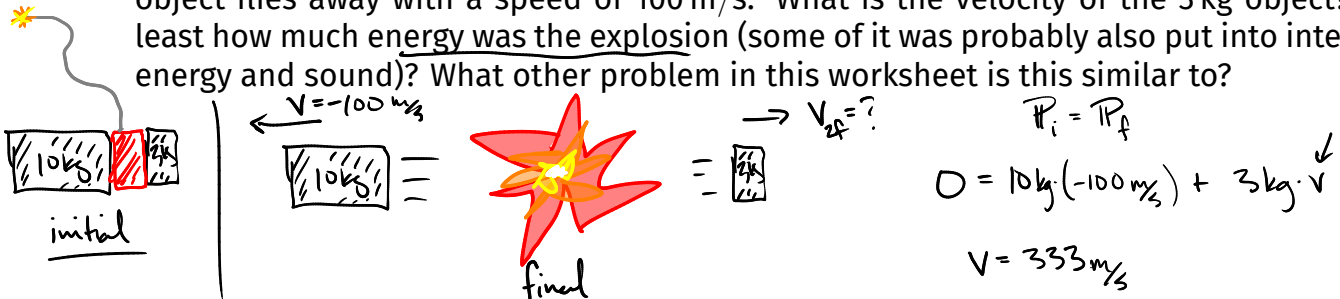 object flies away with a speed of 100 m/s. What is the velocity of the 3 kg object?
least how much energy was the explosion (some of it was probably also put into inte
energy and sound)? What other problem in this worksheet is this similar to?
V = -100 m/s
V2f = ?
Pi = Pf
10kg
10kg
0 = 10kg·(-100 m/s) + 3kg·v
initial
V = 333 m/s
final